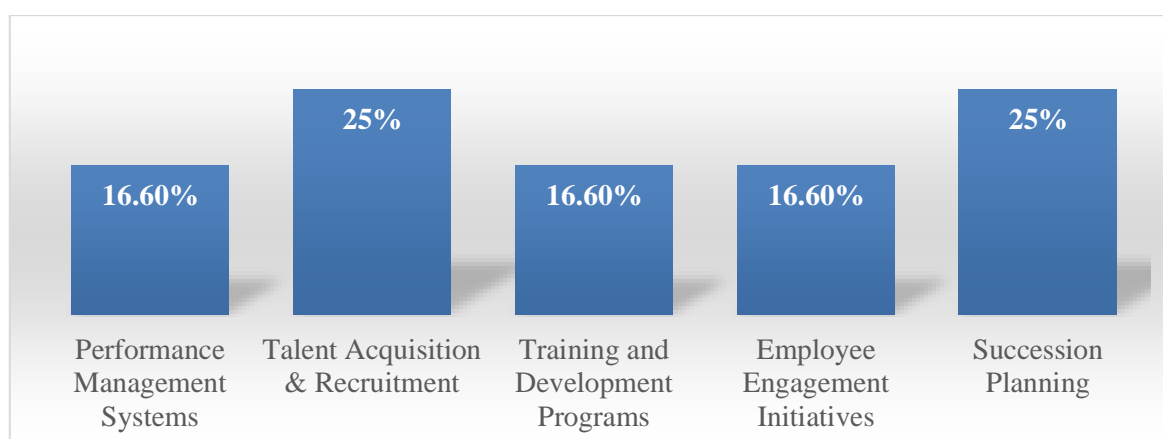 25%
25%
16.60%
16.60%
16.60%
Performance
Management
Systems
Talent Acquisition
& Recruitment
Training and
Development
Programs
Employee
Engagement
Initiatives
Succession
Planning